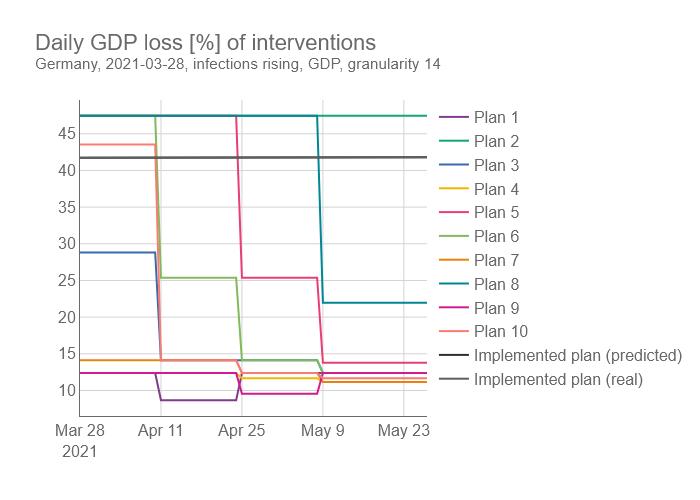 Daily GDP loss [%] of interventions
Germany, 2021-03-28, infections rising, GDP, granularity 14
45
40
35
30
25
20
15
10
Mar 28
2021
Apr 11
Apr 25
May 9
May 23
Plan 1
Plan 2
Plan 3
Plan 4
Plan 5
Plan 6
Plan 7
Plan 8
Plan 9
Plan 10
Implemented plan (predicted)
Implemented plan (real)